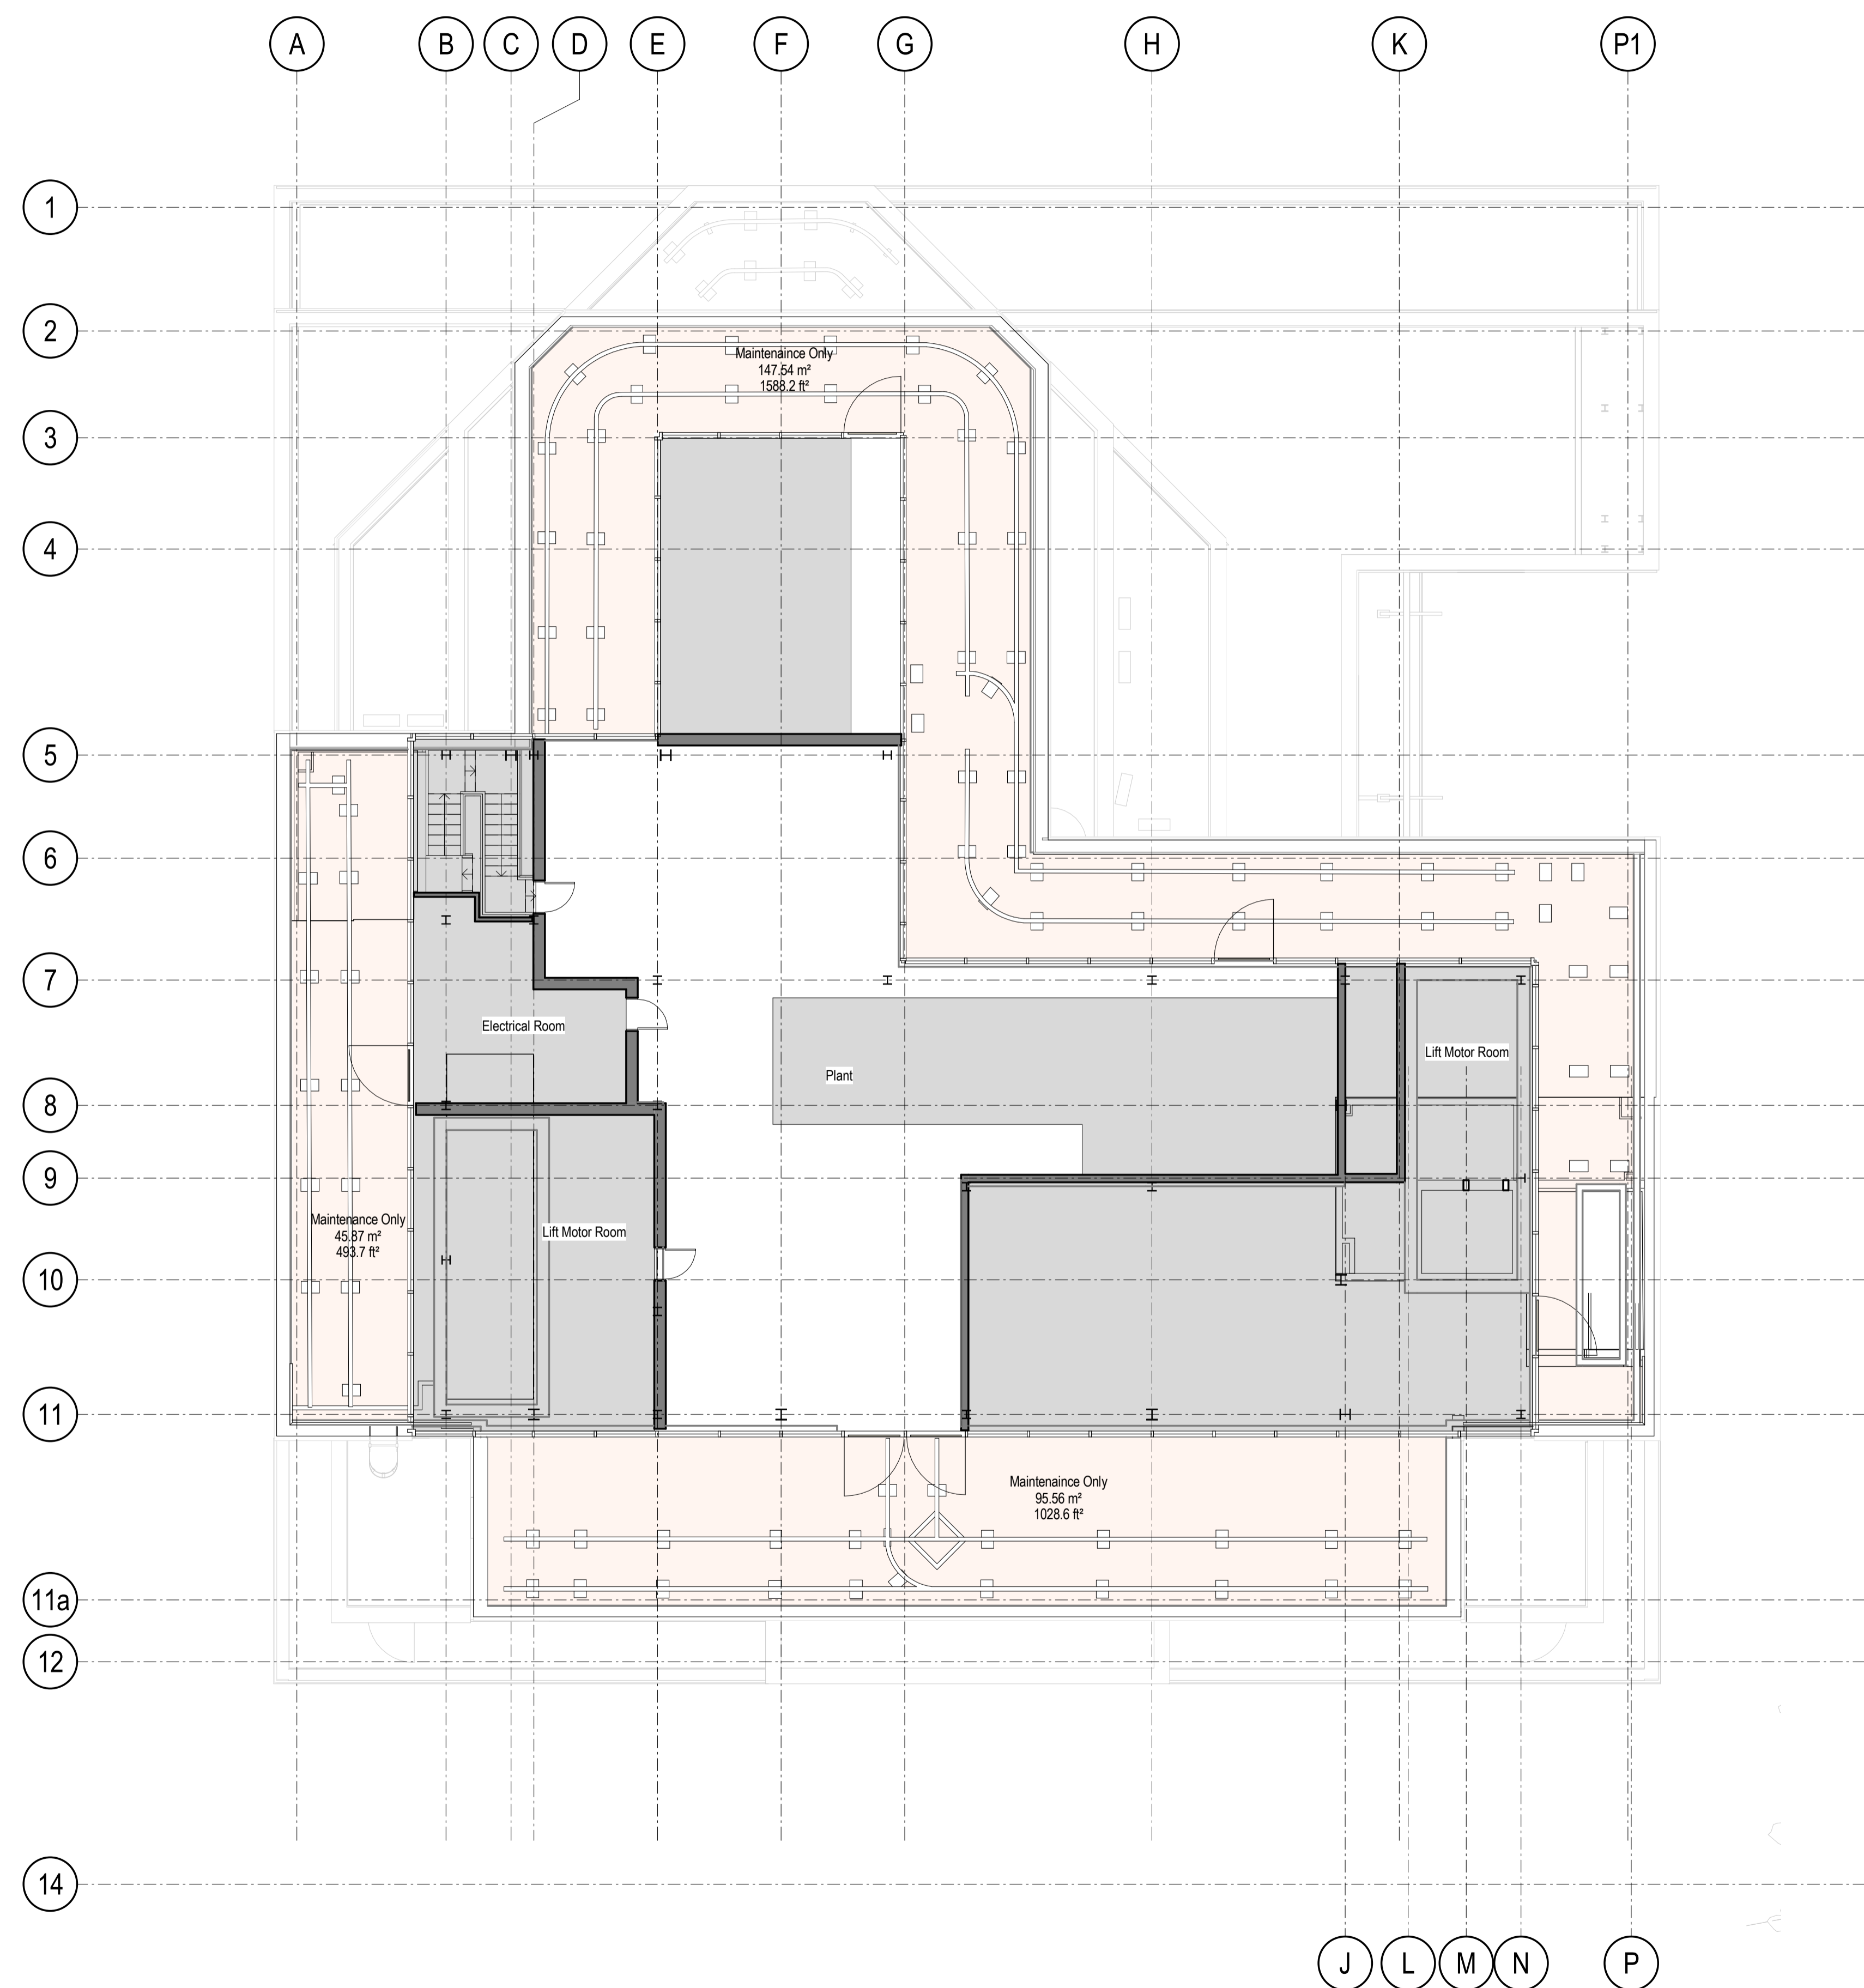 A
B
C
D
E
F
G
H
K
P1
1
2
Maintenaince Only
147.54 m²
1588.2 ft²
3
4
5
6
7
Electrical Room
Lift Motor Room
Plant
8
9
Maintenance Only
45.87 m²
493.7 ft²
Lift Motor Room
10
11
Maintenaince Only
95.56 m²
1028.6 ft²
11a
12
14
J
L
M
N
P